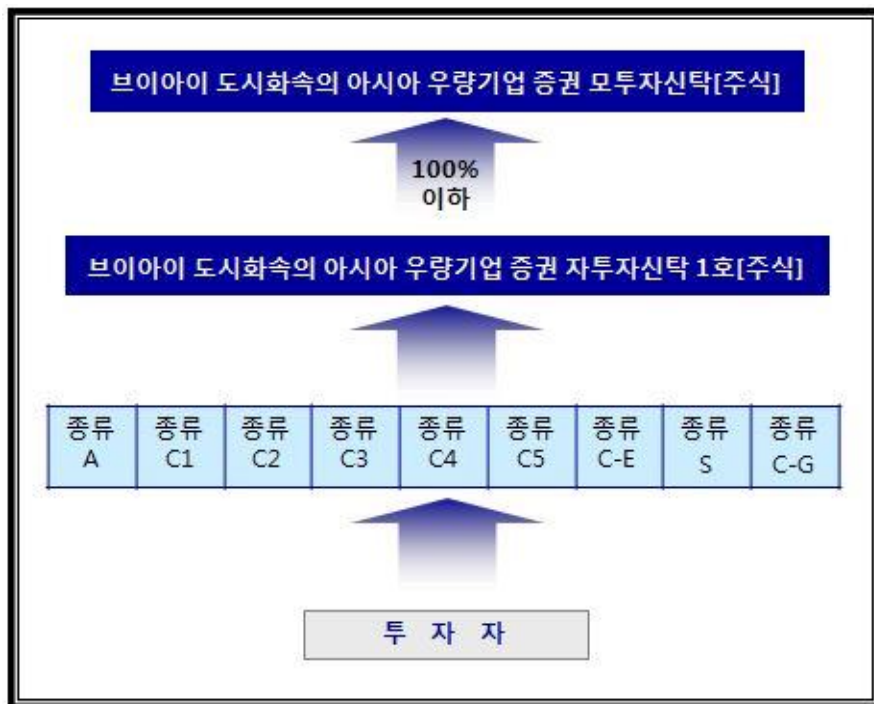 브이아이 도시화속의 아시아 우량기업 증권 모투자신탁[주식]
100%
이하
브이아이 도시화속의 아시아 우량기업 증권 자투자신탁 1호[주식]
종류 종류 종류 종류 종류 종류 종류 종류 종류
A C1 C2 C3 C4 C5 C-E S C-G
투 자 자